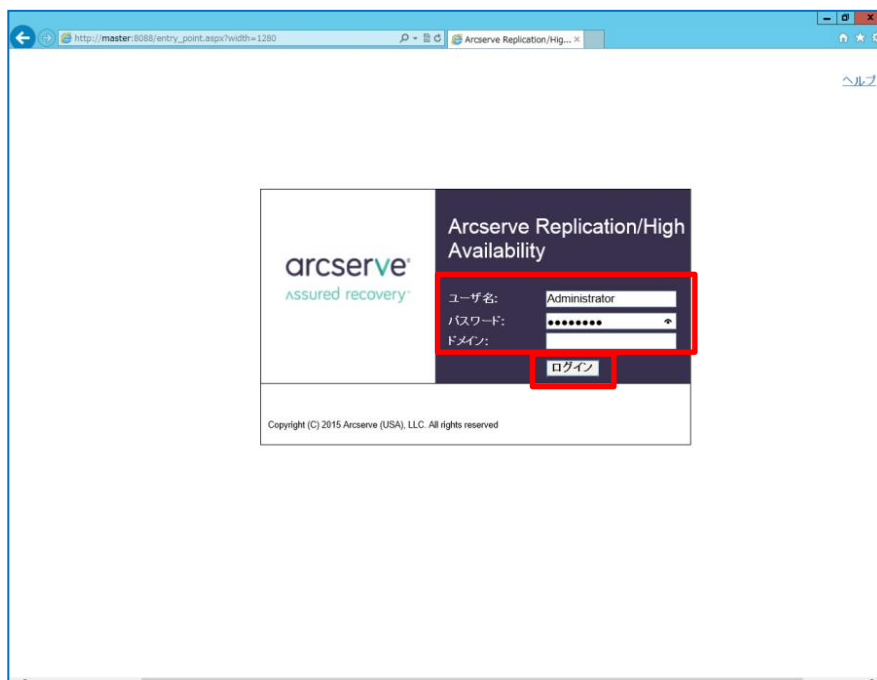 http://master:8088/entry_point.aspx?width=1280
Arcserve Replication/Hig...
ヘルプ
arcserve®
assured recovery™
Arcserve Replication/High
Availability
ユーザ名: Administrator
パスワード: ●●●●●●●●
ドメイン:
ログイン
Copyright (C) 2015 Arcserve (USA), LLC. All rights reserved